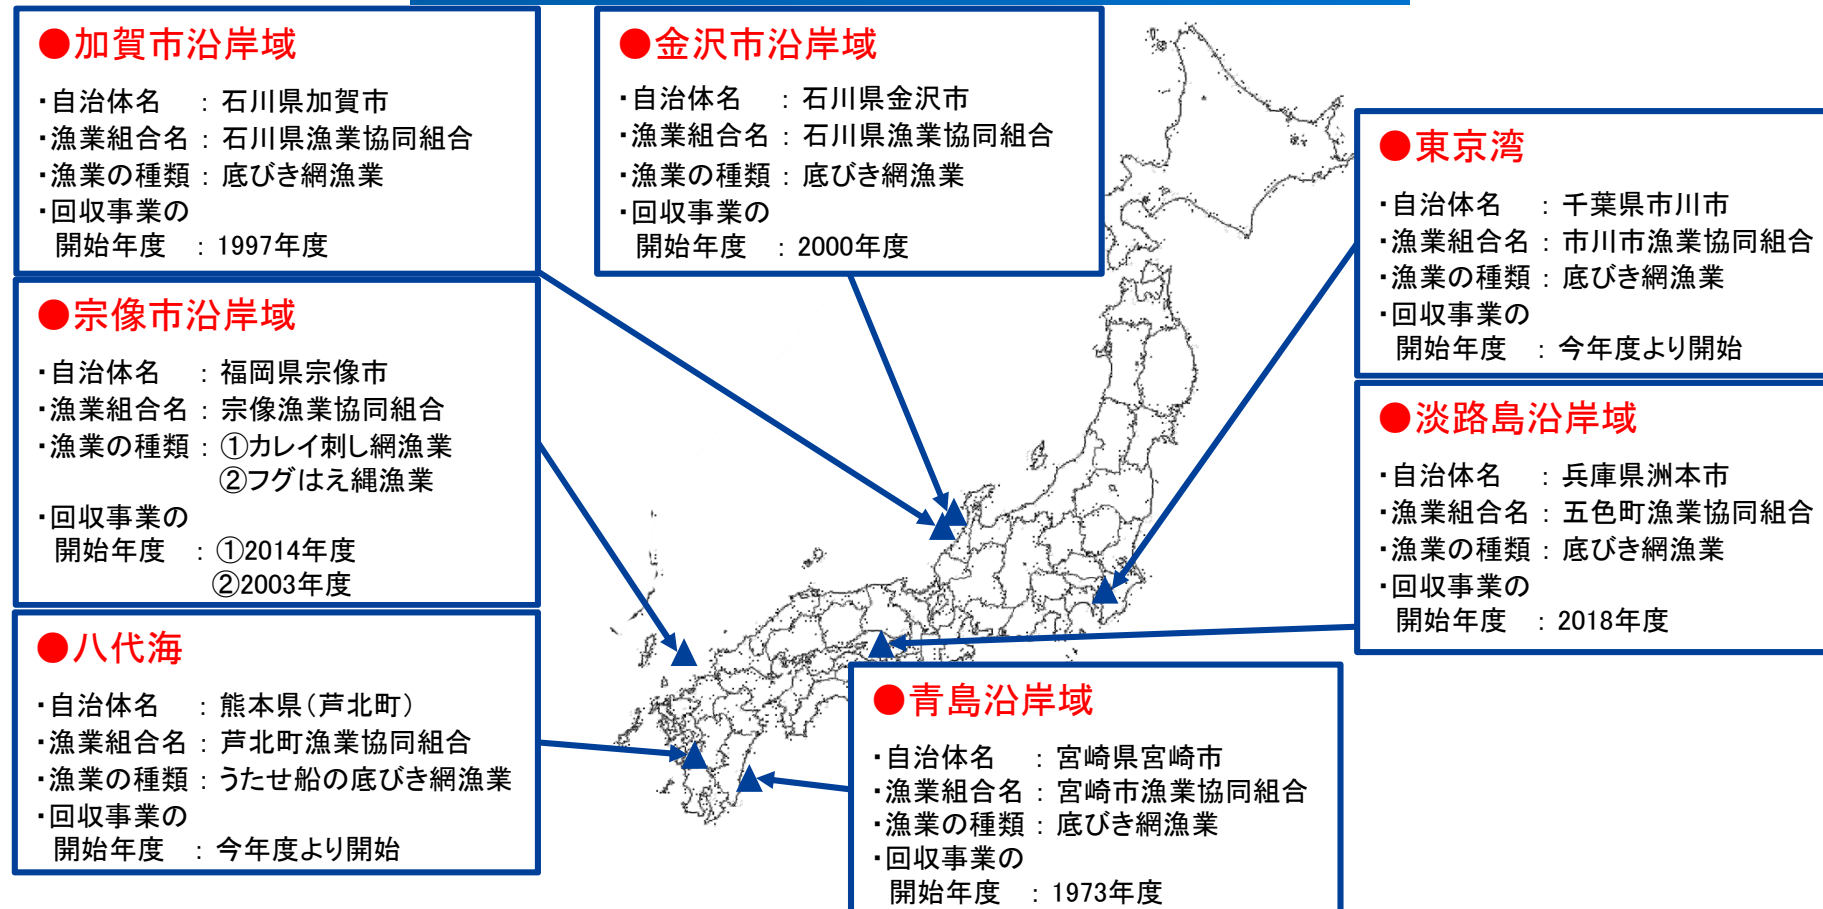 ●加賀市沿岸域
・自治体名　：石川県加賀市
・漁業組合名：石川県漁業協同組合
・漁業の種類：底びき網漁業
・回収事業の
開始年度　：1997年度
●金沢市沿岸域
・自治体名　：石川県金沢市
・漁業組合名：石川県漁業協同組合
・漁業の種類：底びき網漁業
・回収事業の
開始年度　：2000年度
●東京湾
・自治体名　：千葉県市川市
・漁業組合名：市川市漁業協同組合
・漁業の種類：底びき網漁業
・回収事業の
開始年度　：今年度より開始
●宗像市沿岸域
・自治体名　：福岡県宗像市
・漁業組合名：宗像漁業協同組合
・漁業の種類：①カレイ刺し網漁業
②フグはえ縄漁業
・回収事業の
開始年度　：①2014年度
②2003年度
●淡路島沿岸域
・自治体名　：兵庫県洲本市
・漁業組合名：五色町漁業協同組合
・漁業の種類：底びき網漁業
・回収事業の
開始年度　：2018年度
●八代海
・自治体名　：熊本県（芦北町）
・漁業組合名：芦北町漁業協同組合
・漁業の種類：うたせ船の底びき網漁業
・回収事業の
開始年度　：今年度より開始
●青島沿岸域
・自治体名　：宮崎県宮崎市
・漁業組合名：宮崎市漁業協同組合
・漁業の種類：底びき網漁業
・回収事業の
開始年度　：1973年度